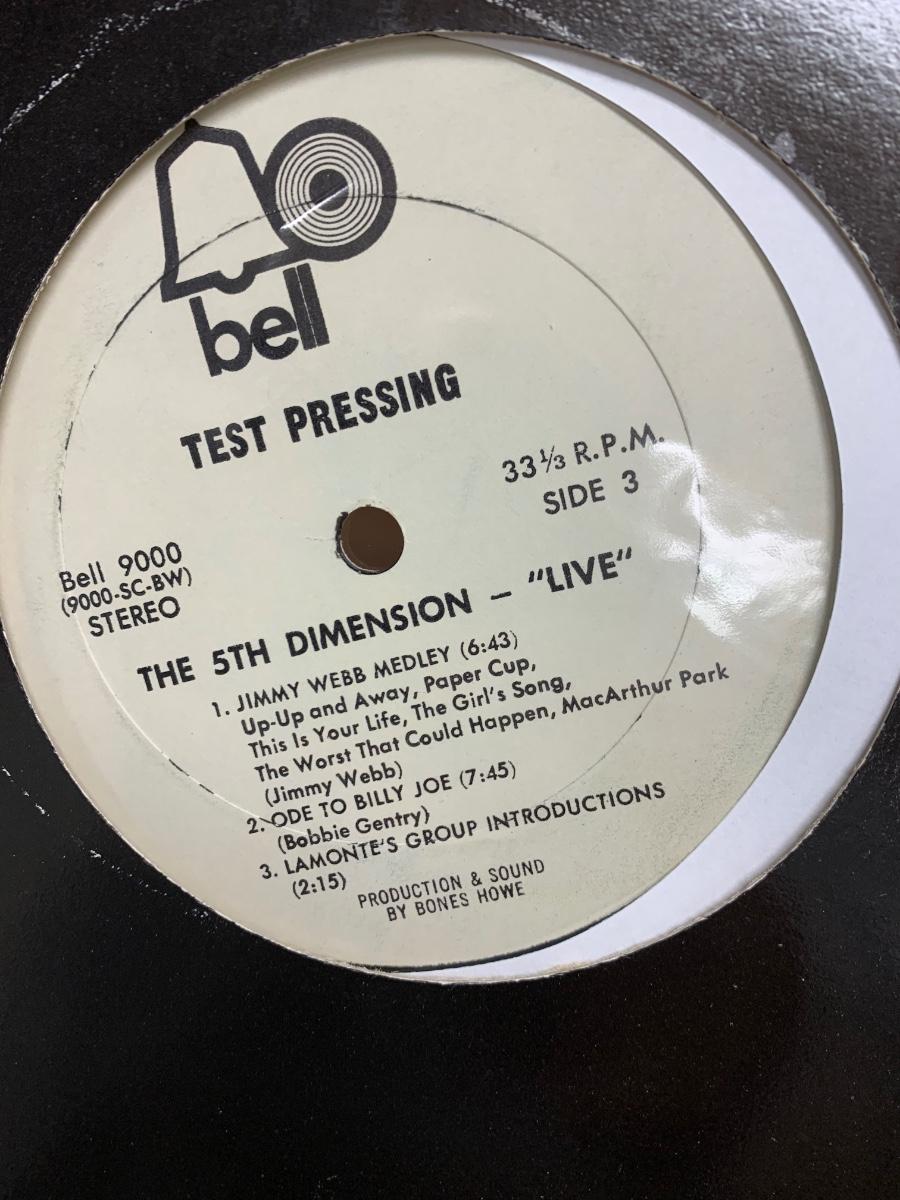 bell
TEST PRESSING
33⅓ R.P.M.
SIDE 3
Bell 9000
(9000-SC-BW)
STEREO
THE 5TH DIMENSION — "LIVE"
1. JIMMY WEBB MEDLEY (6:43)
Up-Up and Away, Paper Cup,
This Is Your Life, The Girl's Song,
The Worst That Could Happen, MacArthur Park
(Jimmy Webb)
2. ODE TO BILLY JOE (7:45)
(Bobbie Gentry)
3. LAMONTE'S GROUP INTRODUCTIONS
(2:15)
PRODUCTION & SOUND
BY BONES HOWE